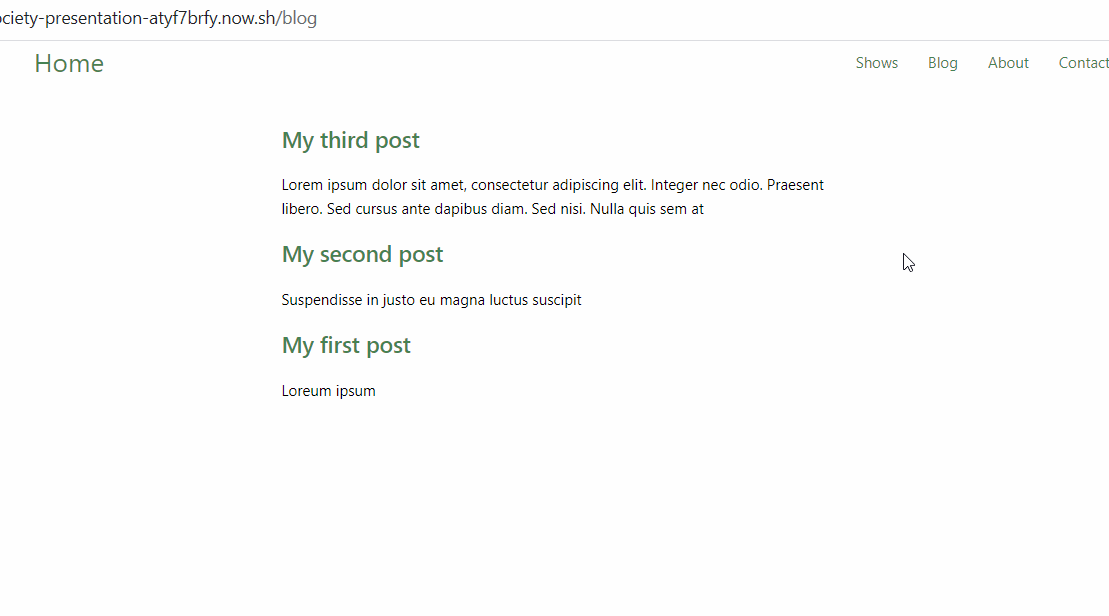 ociety-presentation-atyf7brfy.now.sh/blog
Home
Shows
Blog
About
Contact
My third post
Lorem ipsum dolor sit amet, consectetur adipiscing elit. Integer nec odio. Praesent
libero. Sed cursus ante dapibus diam. Sed nisi. Nulla quis sem at
My second post
Suspendisse in justo eu magna luctus suscipit
My first post
Loreum ipsum